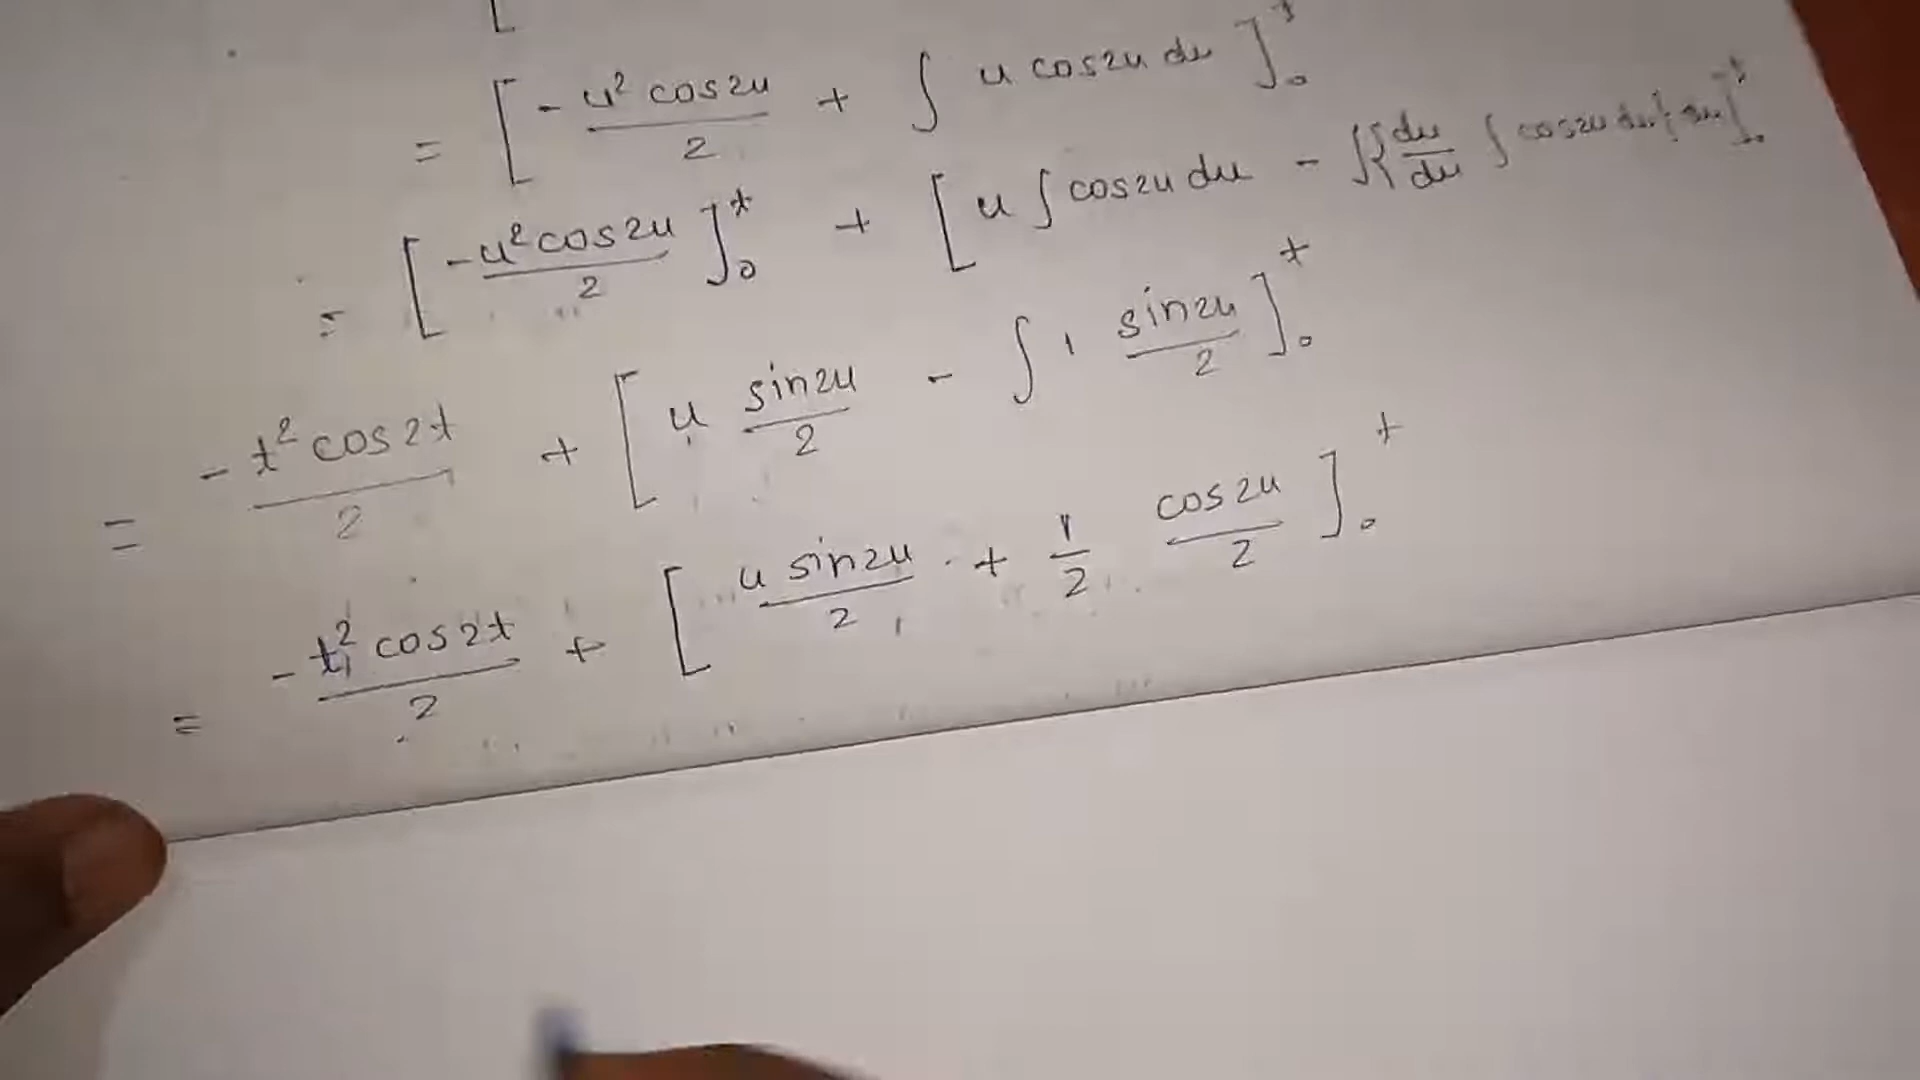 = [ - u² cos2u / 2 + ∫ u cos2u du ]₀ᵗ
= [ -u² cos2u / 2 ]₀ᵗ + [ u ∫ cos2u du - ∫{ du/du ∫ cos2u du} du ]₀ᵗ
= - t² cos2t / 2 + [ u sin2u / 2 - ∫ 1 sin2u / 2 ]₀ᵗ
= - t² cos2t / 2 + [ u sin2u / 2 + 1/2 cos2u / 2 ]₀ᵗ